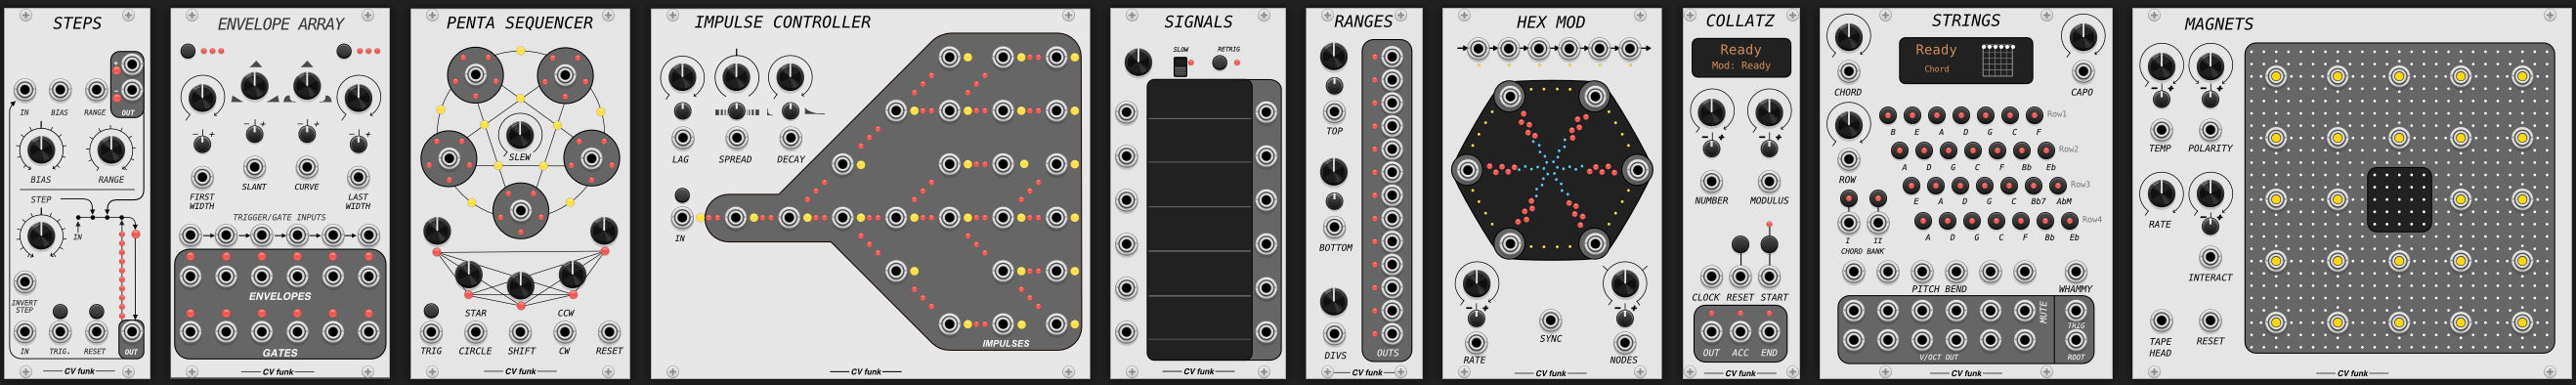 STEPS
+
-
IN BIAS RANGE OUT
BIAS RANGE
STEP
IN
INVERT
STEP
IN TRIG. RESET OUT
CV funk
ENVELOPE ARRAY
- | +
- | +
- | +
- | +
FIRST
WIDTH
SLANT CURVE
LAST
WIDTH
TRIGGER/GATE INPUTS
ENVELOPES
GATES
CV funk
PENTA SEQUENCER
SLEW
STAR CCW
TRIG CIRCLE SHIFT CW RESET
CV funk
IMPULSE CONTROLLER
LAG SPREAD DECAY
IN
IMPULSES
CV funk
SIGNALS
SLOW RETRIG
CV funk
RANGES
TOP
BOTTOM
DIVS OUTS
CV funk
HEX MOD
- | +
- | +
RATE SYNC NODES
CV funk
COLLATZ
Ready
Mod: Ready
- | +
- | +
NUMBER MODULUS
CLOCK RESET START
OUT ACC END
CV funk
STRINGS
Ready
Chord
CHORD CAPO
Row1
B E A D G C F
Row2
A D G C F Bb Eb
ROW
Row3
E A D G C Bb7 AbM
Row4
A D G C F Bb Eb
I II
CHORD BANK
PITCH BEND WHAMMY
MUTE
TRIG
V/OCT OUT ROOT
CV funk
MAGNETS
- | +
- | +
TEMP POLARITY
- | +
RATE
INTERACT
TAPE
HEAD
RESET
CV funk